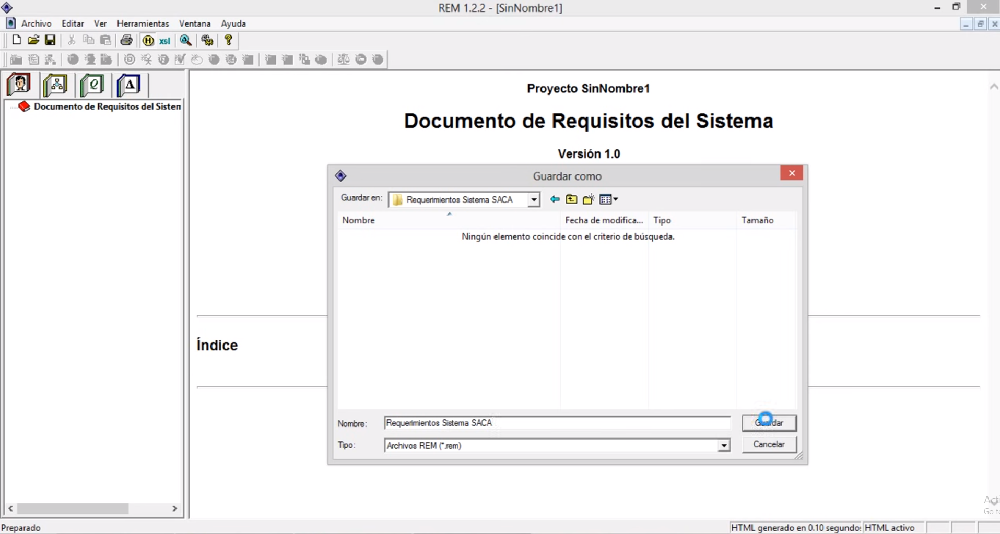 REM 1.2.2 - [SinNombre1]
Archivo Editar Ver Herramientas Ventana Ayuda
xsl
Documento de Requisitos del Sisten
Proyecto SinNombre1
Documento de Requisitos del Sistema
Versión 1.0
Guardar como
Guardar en: Requerimientos Sistema SACA
Nombre Fecha de modifica... Tipo Tamaño
Ningún elemento coincide con el criterio de búsqueda.
Índice
Nombre: Requerimientos Sistema SACA Guardar
Tipo: Archivos REM (*.rem) Cancelar
Acti
Go to
Preparado HTML generado en 0.10 segundos HTML activo